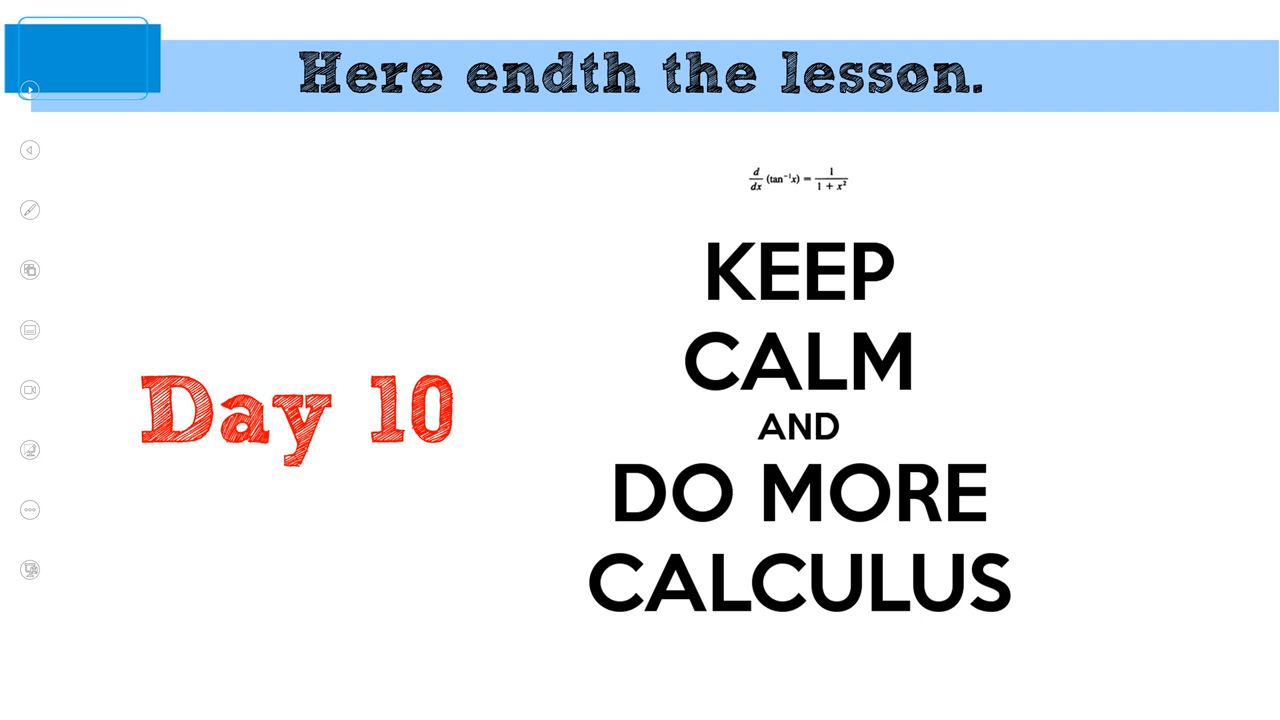 Here endth the lesson.
d/dx (tan⁻¹x) = 1/(1 + x²)
KEEP
CALM
AND
DO MORE
CALCULUS
Day 10